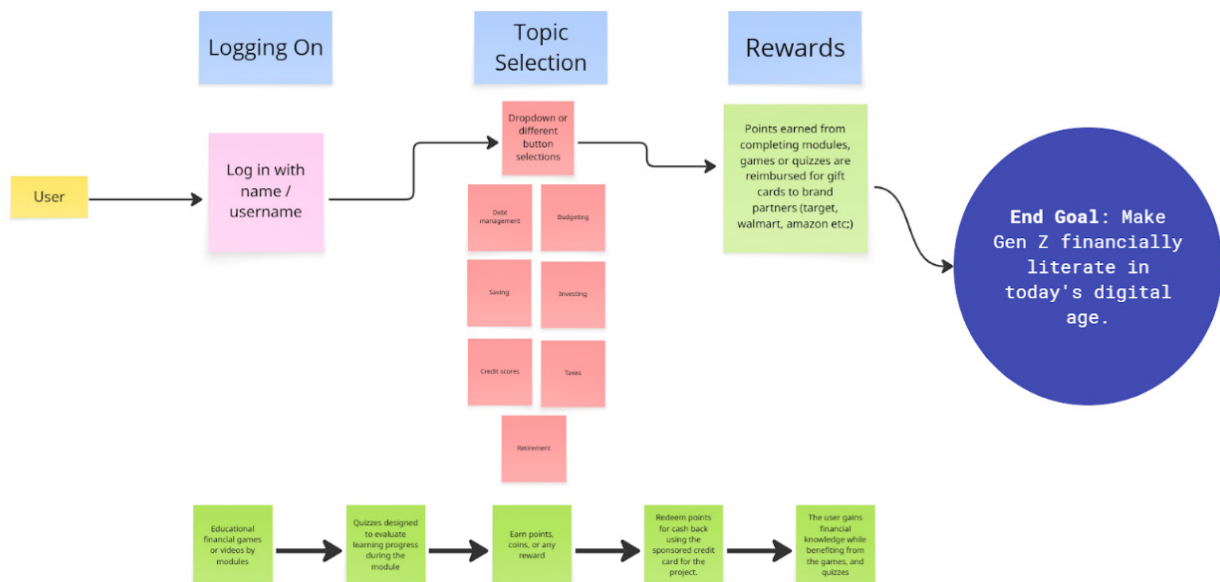 Logging On
Topic
Selection
Rewards
User
Log in with
name /
username
Dropdown or
different
button
selections
Debt
management
Budgeting
Saving
Investing
Credit scores
Taxes
Retirement
Points earned from
completing modules,
games or quizzes are
reimbursed for gift
cards to brand
partners (target,
walmart, amazon etc;)
End Goal: Make
Gen Z financially
literate in
today's digital
age.
Educational
financial games
or videos by
modules
Quizzes designed
to evaluate
learning progress
during the
module
Earn points,
coins, or any
reward
Redeem points
for cash back
using the
sponsored credit
card for the
project.
The user gains
financial
knowledge while
benefiting from
the games, and
quizzes